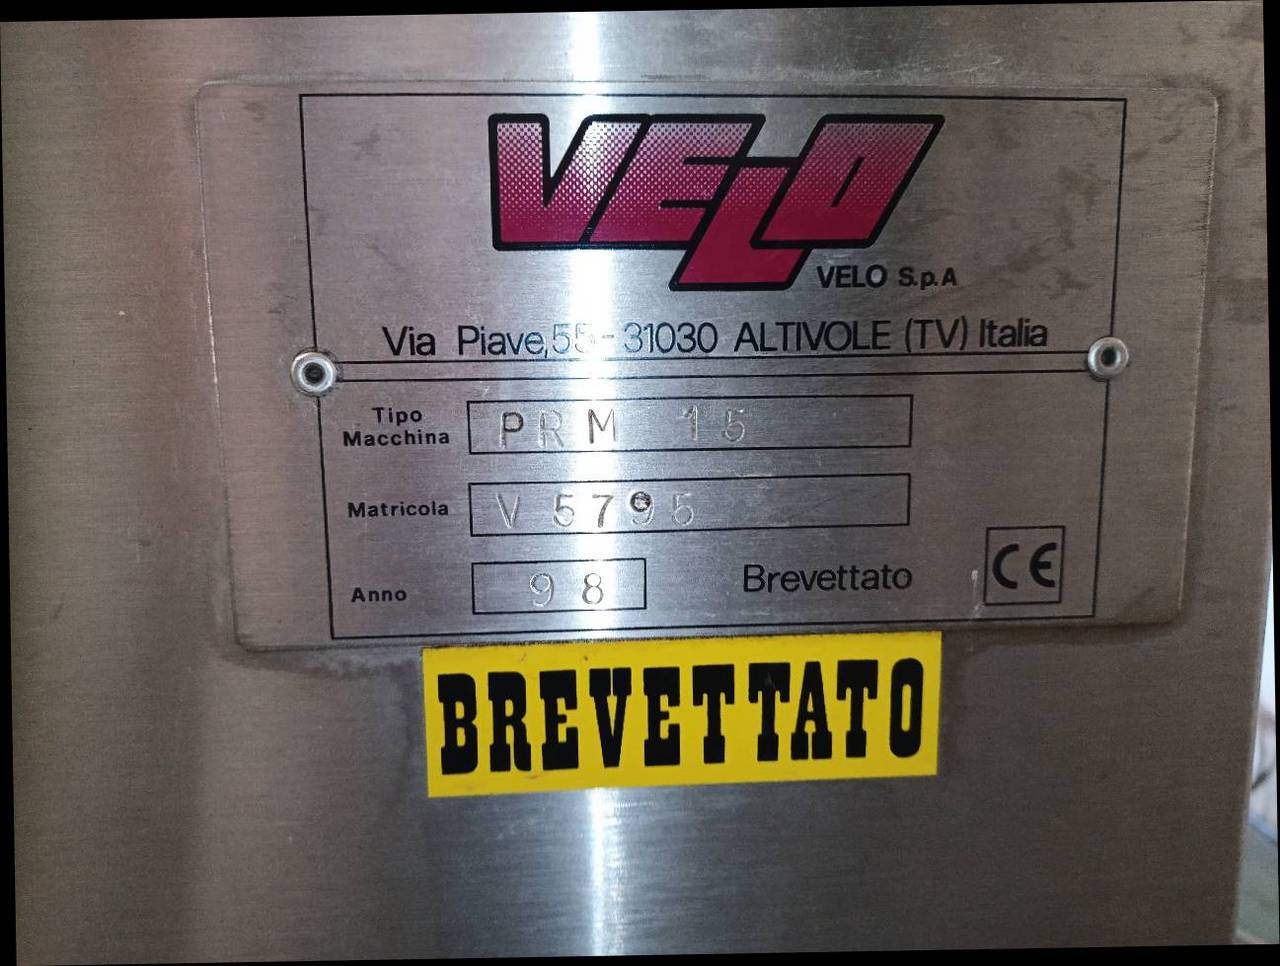 VELO
VELO S.p.A
Via Piave,55-31030 ALTIVOLE (TV) Italia
Tipo Macchina PRM 15
Matricola V 5795
Anno 98 Brevettato CE
BREVETTATO